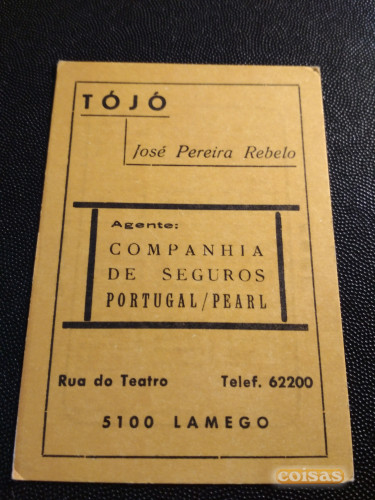 TÓJÓ
José Pereira Rebelo
Agente:
COMPANHIA
DE SEGUROS
PORTUGAL/PEARL
Rua do Teatro Telef. 62200
5100 LAMEGO
coisas